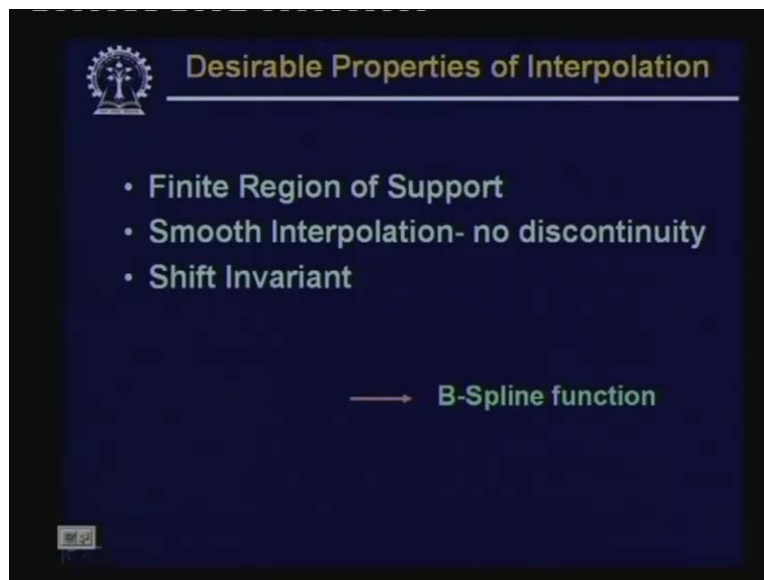 Desirable Properties of Interpolation
• Finite Region of Support
• Smooth Interpolation- no discontinuity
• Shift Invariant
B-Spline function